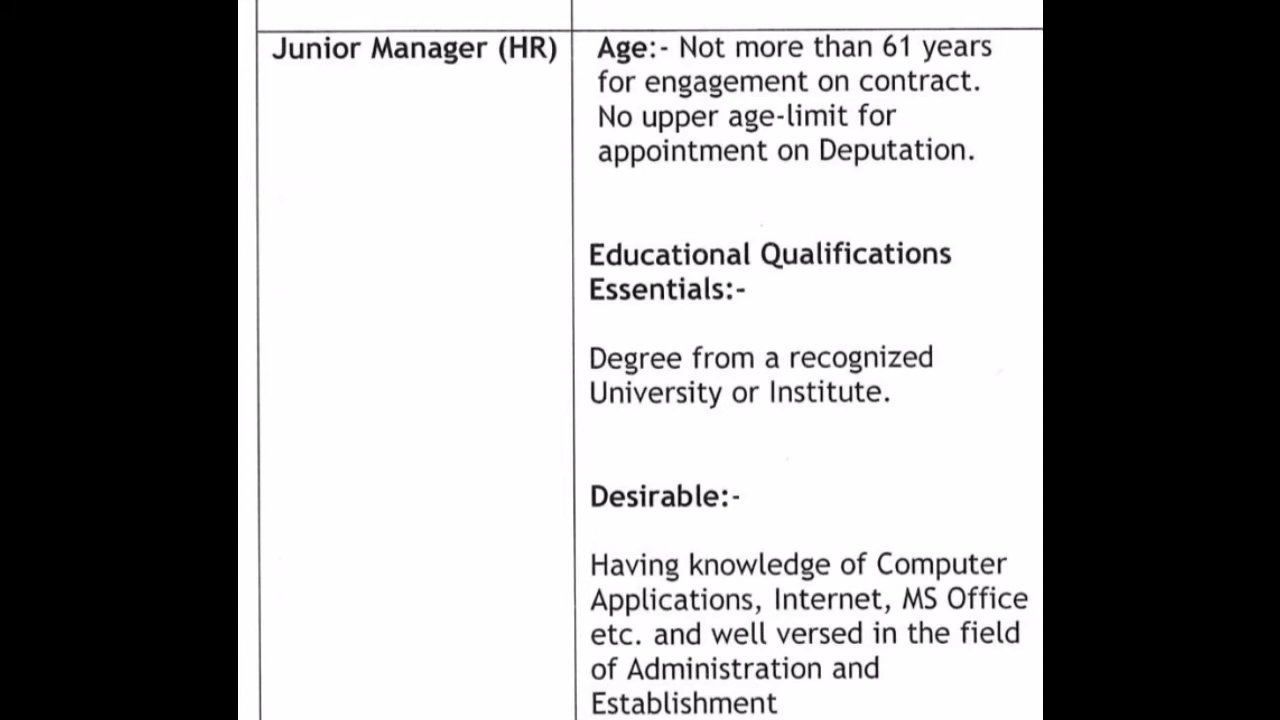 Junior Manager (HR)
Age:- Not more than 61 years
for engagement on contract.
No upper age-limit for
appointment on Deputation.
Educational Qualifications
Essentials:-
Degree from a recognized
University or Institute.
Desirable:-
Having knowledge of Computer
Applications, Internet, MS Office
etc. and well versed in the field
of Administration and
Establishment